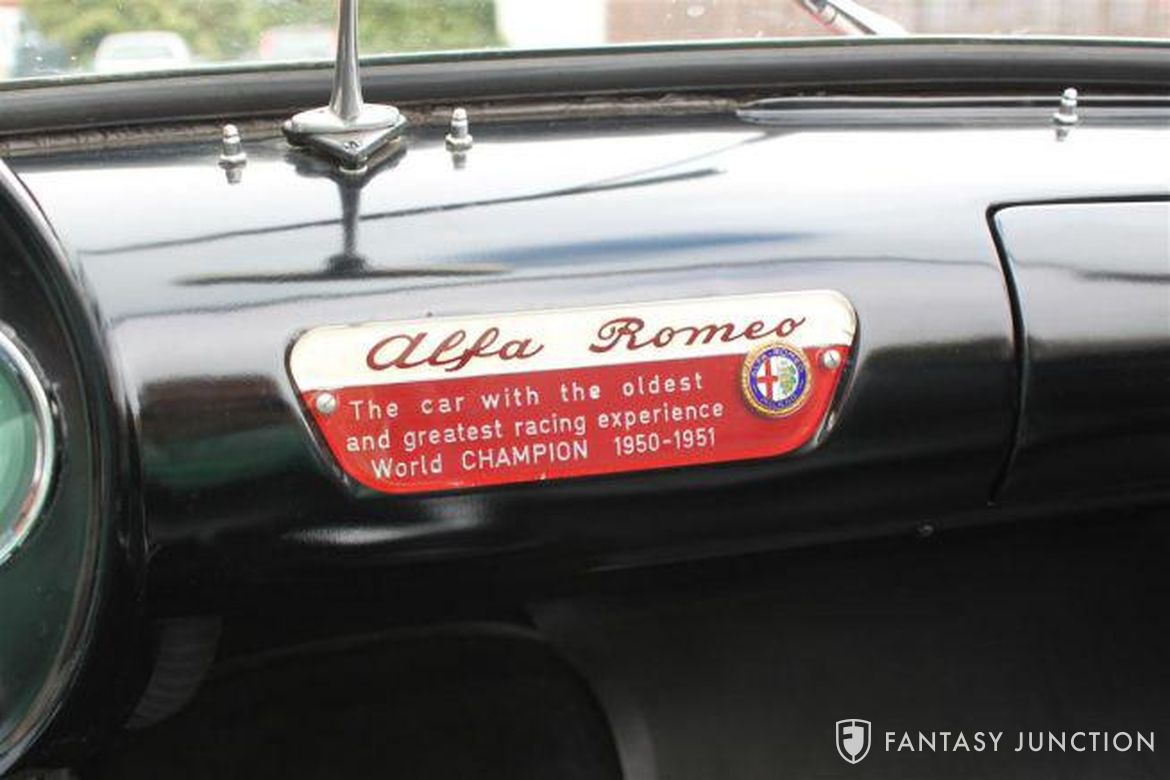 Alfa Romeo
The car with the oldest
and greatest racing experience
World CHAMPION 1950-1951
FANTASY JUNCTION